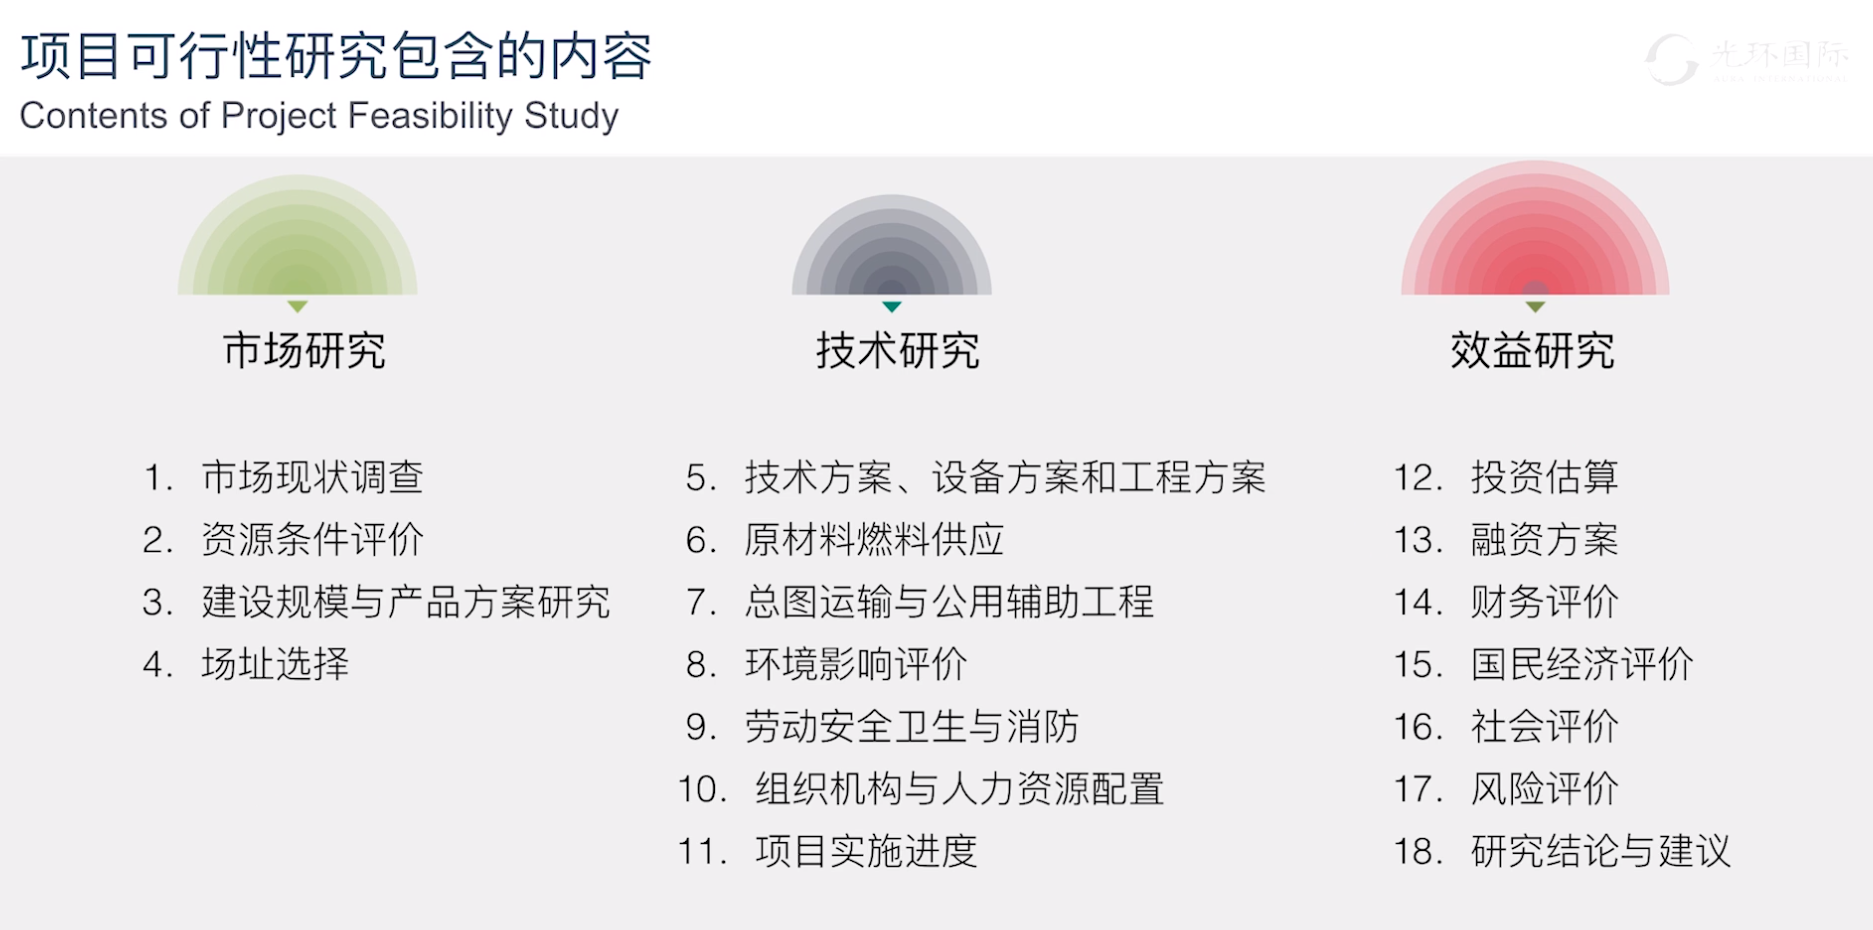 项目可行性研究包含的内容
Contents of Project Feasibility Study
光环国际
AURA INTERNATIONAL
市场研究
1. 市场现状调查
2. 资源条件评价
3. 建设规模与产品方案研究
4. 场址选择
技术研究
5. 技术方案、设备方案和工程方案
6. 原材料燃料供应
7. 总图运输与公用辅助工程
8. 环境影响评价
9. 劳动安全卫生与消防
10. 组织机构与人力资源配置
11. 项目实施进度
效益研究
12. 投资估算
13. 融资方案
14. 财务评价
15. 国民经济评价
16. 社会评价
17. 风险评价
18. 研究结论与建议